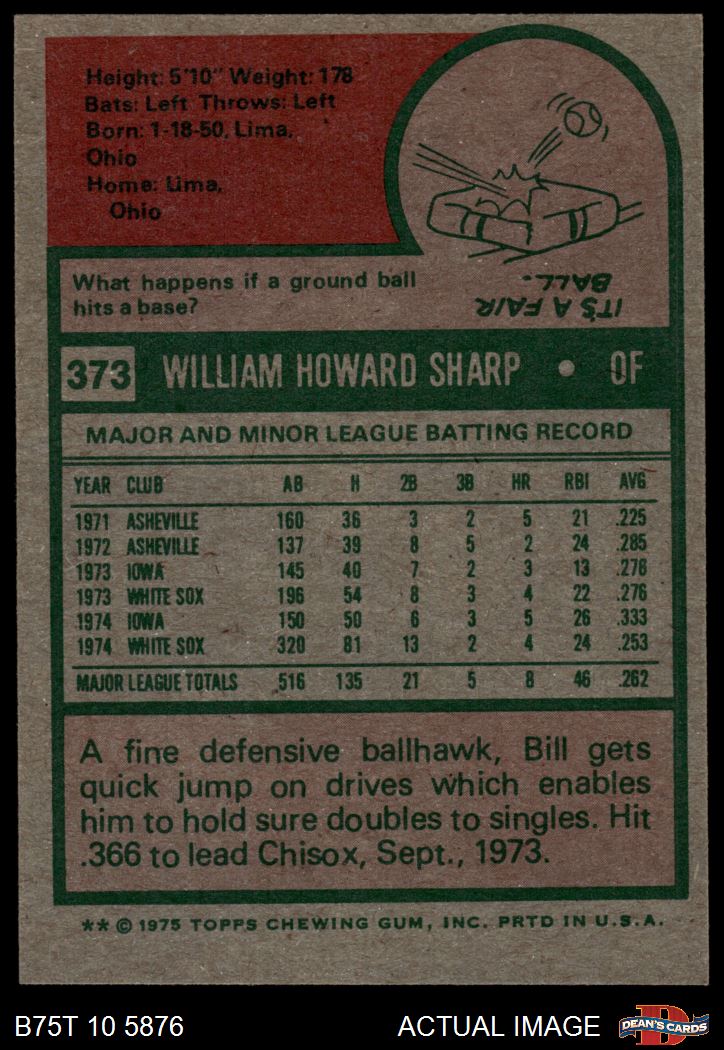 Height: 5'10" Weight: 178
Bats: Left Throws: Left
Born: 1-18-50, Lima,
Ohio
Home: Lima,
Ohio
What happens if a ground ball
hits a base?
IT'S A FAIR
BALL.
373 WILLIAM HOWARD SHARP • OF
MAJOR AND MINOR LEAGUE BATTING RECORD
YEAR CLUB AB H 2B 3B HR RBI AVG
1971 ASHEVILLE 160 36 3 2 5 21 .225
1972 ASHEVILLE 137 39 8 5 2 24 .285
1973 IOWA 145 40 7 2 3 13 .276
1973 WHITE SOX 196 54 8 3 4 22 .276
1974 IOWA 150 50 6 3 5 26 .333
1974 WHITE SOX 320 81 13 2 4 24 .253
MAJOR LEAGUE TOTALS 516 135 21 5 8 46 .262
A fine defensive ballhawk, Bill gets
quick jump on drives which enables
him to hold sure doubles to singles. Hit
.366 to lead Chisox, Sept., 1973.
** © 1975 TOPPS CHEWING GUM, INC. PRTD IN U.S.A.
B75T 10 5876 ACTUAL IMAGE D DEAN'S CARDS